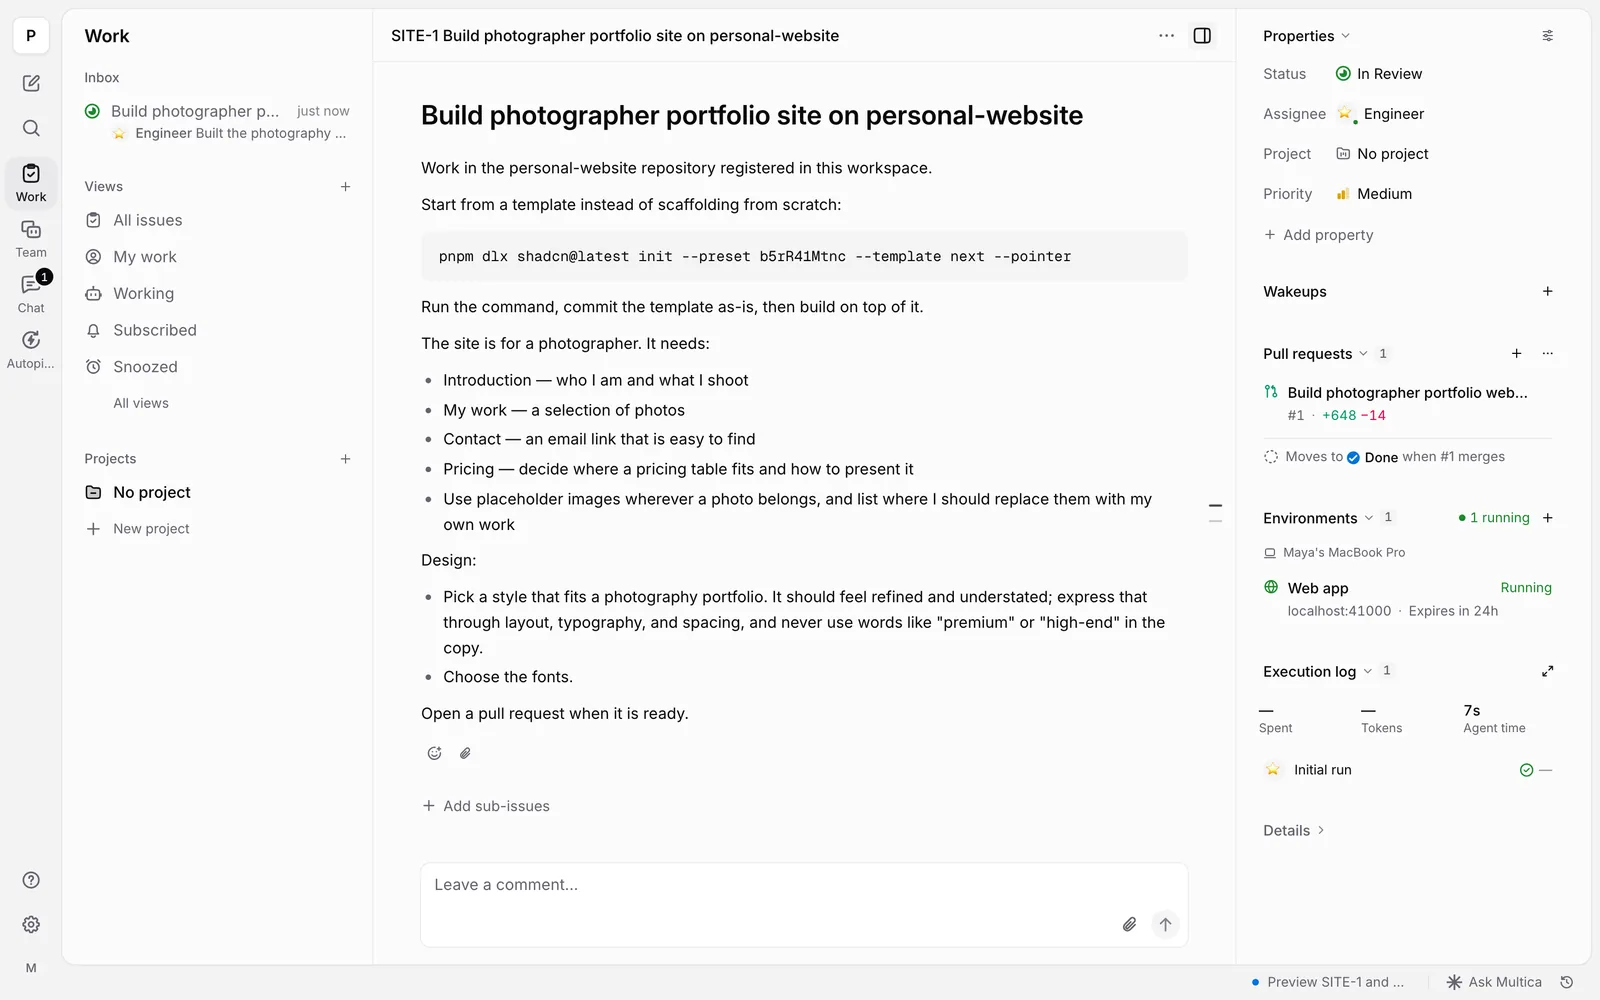 P
Work
Team
1
Chat
Autopi...
M
Work
Inbox
Build photographer p... just now
Engineer Built the photography ...
Views
All issues
My work
Working
Subscribed
Snoozed
All views
Projects
No project
New project
SITE-1 Build photographer portfolio site on personal-website
Build photographer portfolio site on personal-website
Work in the personal-website repository registered in this workspace.
Start from a template instead of scaffolding from scratch:
pnpm dlx shadcn@latest init --preset b5rR41Mtnc --template next --pointer
Run the command, commit the template as-is, then build on top of it.
The site is for a photographer. It needs:
• Introduction — who I am and what I shoot
• My work — a selection of photos
• Contact — an email link that is easy to find
• Pricing — decide where a pricing table fits and how to present it
• Use placeholder images wherever a photo belongs, and list where I should replace them with my
own work
Design:
• Pick a style that fits a photography portfolio. It should feel refined and understated; express that
through layout, typography, and spacing, and never use words like "premium" or "high-end" in the
copy.
• Choose the fonts.
Open a pull request when it is ready.
Add sub-issues
Leave a comment...
Properties
Status In Review
Assignee Engineer
Project No project
Priority Medium
Add property
Wakeups
Pull requests 1
Build photographer portfolio web...
#1 · +648 −14
Moves to Done when #1 merges
Environments 1 1 running
Maya's MacBook Pro
Web app Running
localhost:41000 · Expires in 24h
Execution log 1
— — 7s
Spent Tokens Agent time
Initial run —
Details
Preview SITE-1 and ... Ask Multica